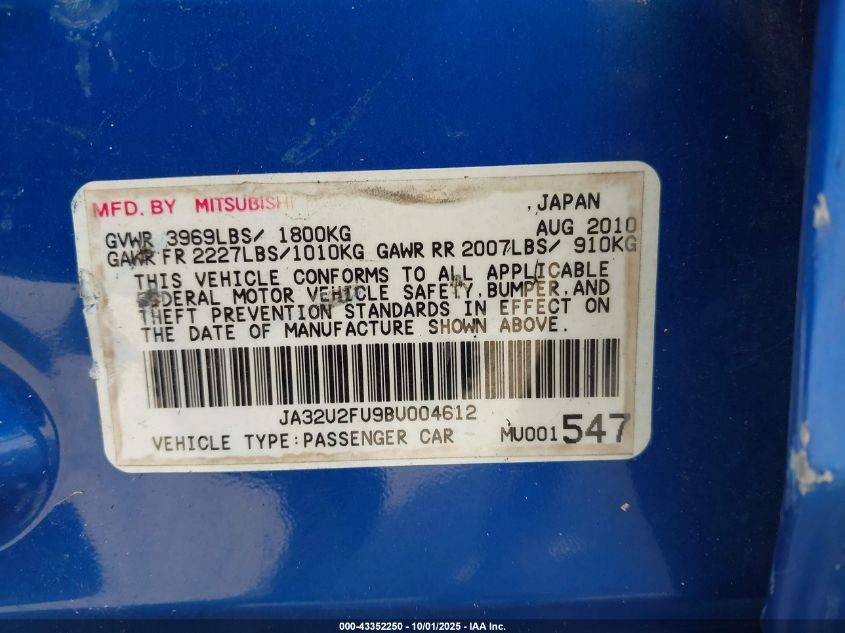 MFD. BY MITSUBISHI , JAPAN
GVWR 3969LBS/ 1800KG AUG 2010
GAWR FR 2227LBS/1010KG GAWR RR 2007LBS/ 910KG
THIS VEHICLE CONFORMS TO ALL APPLICABLE
FEDERAL MOTOR VEHICLE SAFETY, BUMPER, AND
THEFT PREVENTION STANDARDS IN EFFECT ON
THE DATE OF MANUFACTURE SHOWN ABOVE.
JA32U2FU9BU004612
VEHICLE TYPE:PASSENGER CAR MU001547
000-43352250 - 10/01/2025 - IAA Inc.